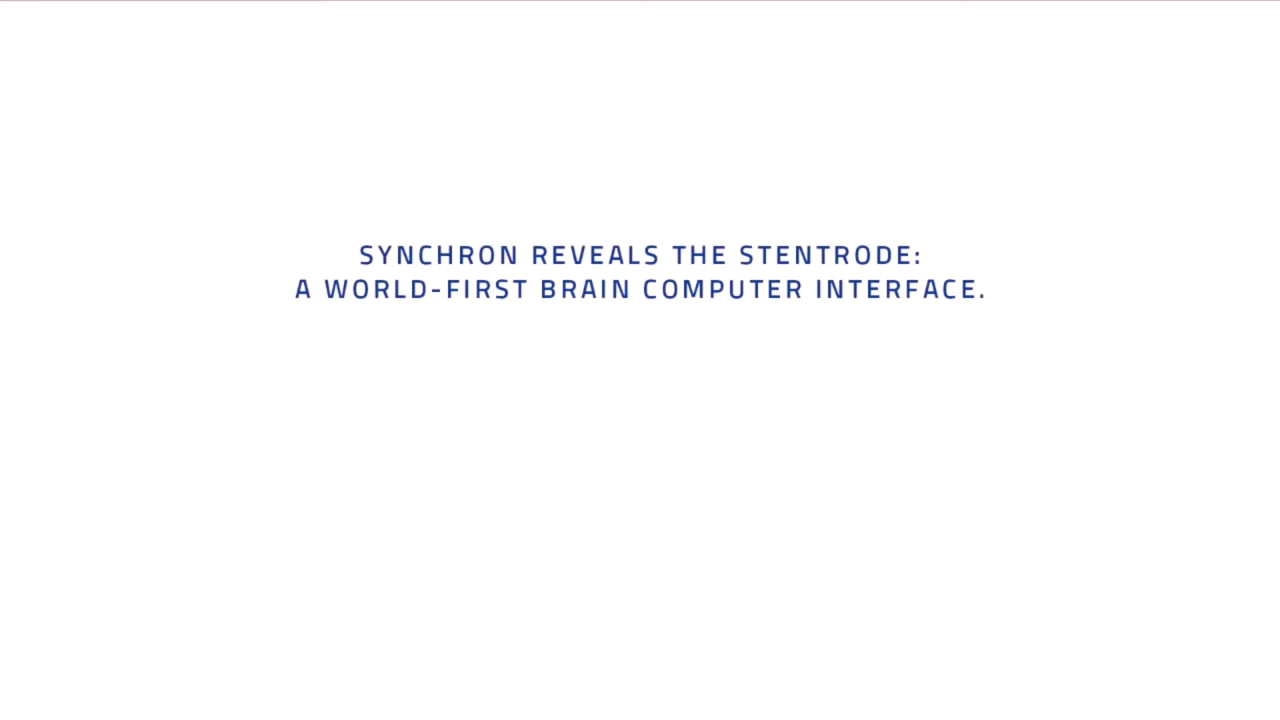 SYNCHRON REVEALS THE STENTRODE:
A WORLD-FIRST BRAIN COMPUTER INTERFACE.